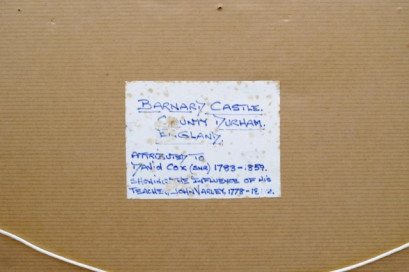 BARNARD CASTLE.
COUNTY DURHAM.
ENGLAND.
ATTRIBUTED TO
DAVID COX (SNR) 1783-1859.
SHOWING THE INFLUENCE OF HIS
TEACHER, JOHN VARLEY, 1778-18